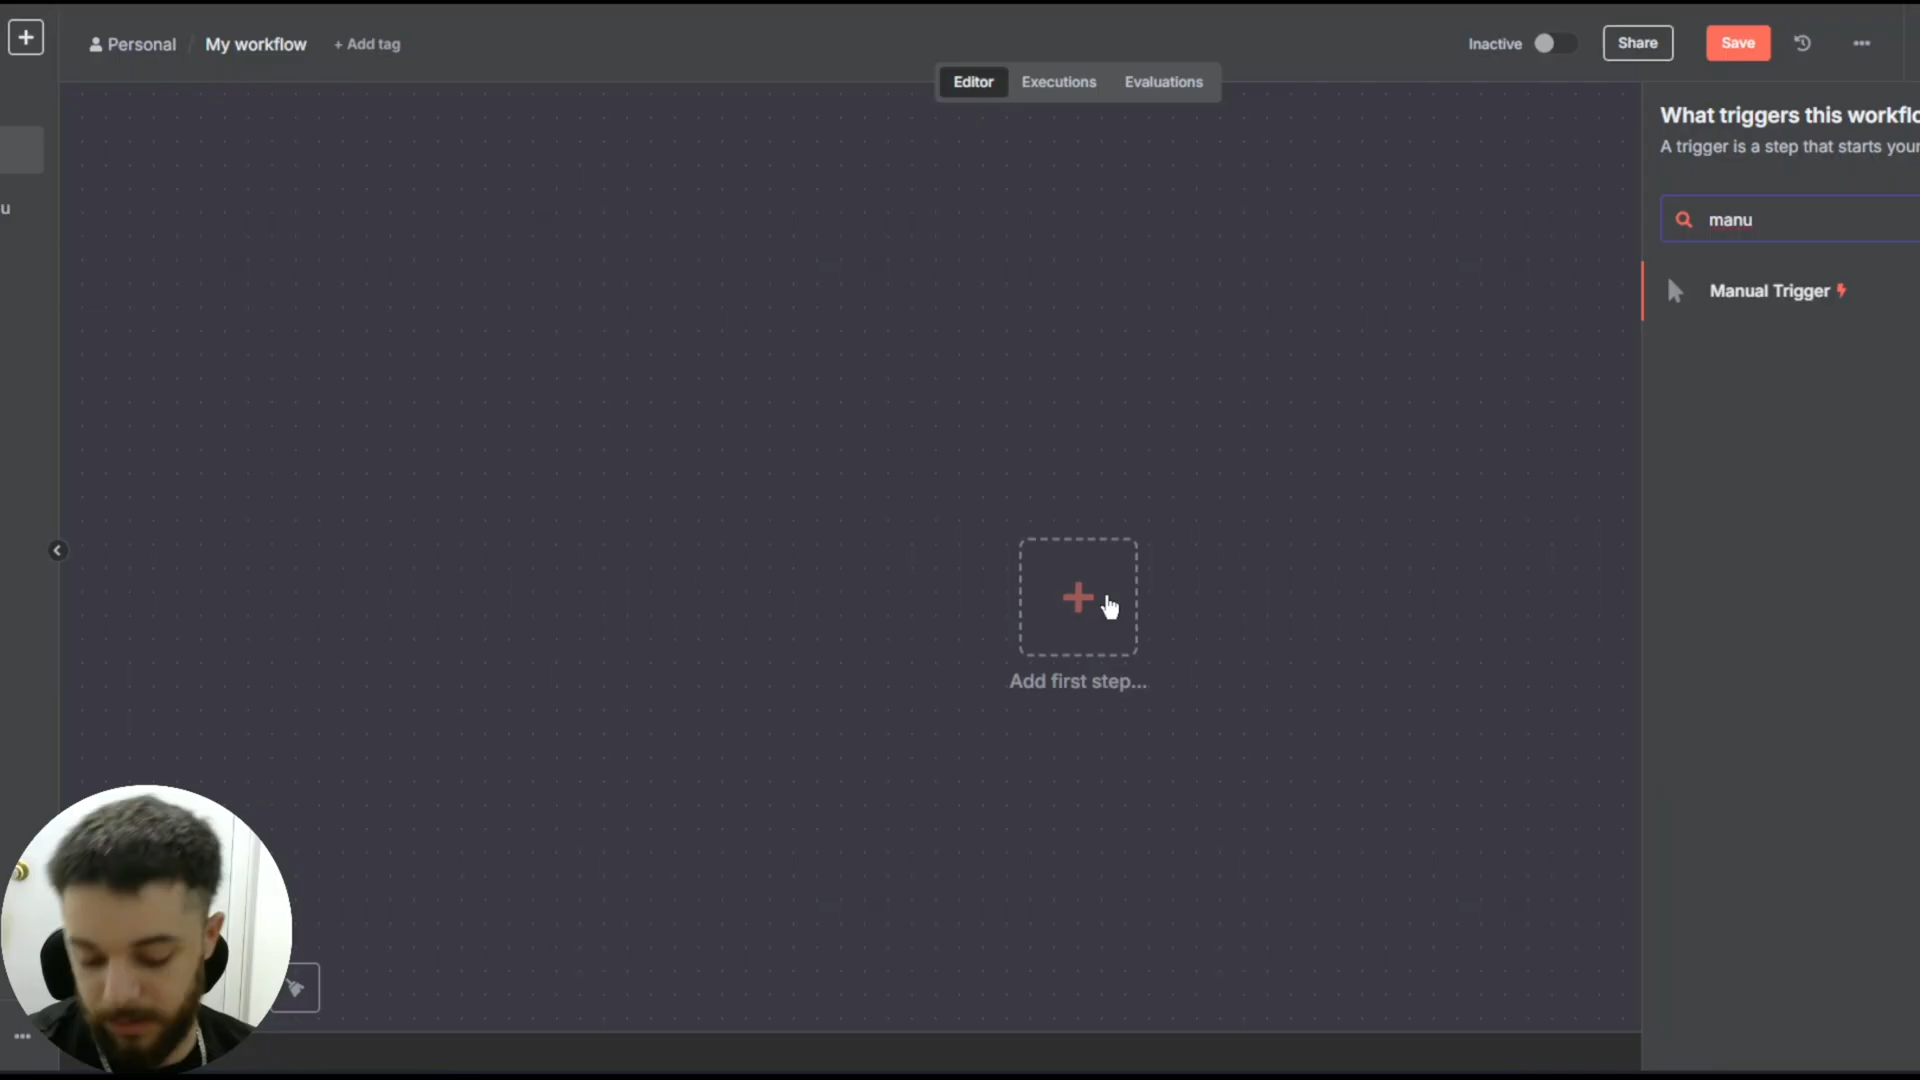 Personal / My workflow + Add tag
Inactive
Share
Save
Editor Executions Evaluations
What triggers this workflo
A trigger is a step that starts your
manu
Manual Trigger
u
Add first step...